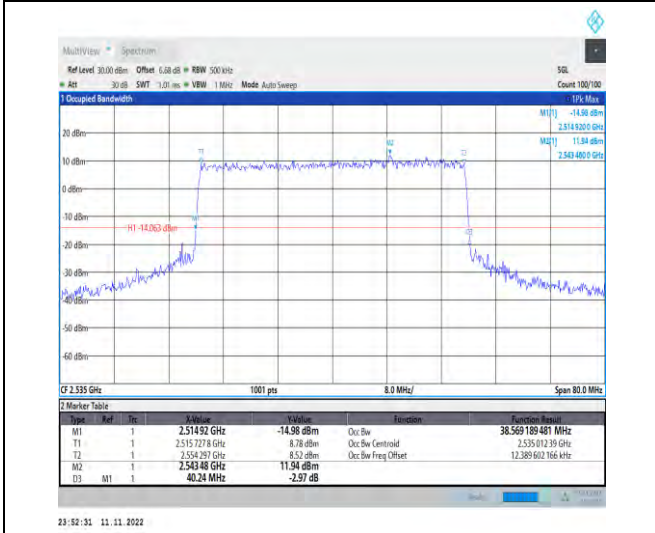 MultiView Spectrum
Ref Level 30.00 dBm Offset 6.68 dB RBW 500 kHz SGL
Att 30 dB SWT 1.01 ms VBW 1 MHz Mode Auto Sweep Count 100/100
1 Occupied Bandwidth 1Pk Max
M1[1] -14.98 dBm
2.514 920 0 GHz
M2[1] 11.94 dBm
2.543 480 0 GHz
20 dBm
T1
M2
T2
10 dBm
0 dBm
-10 dBm
M1
H1 -14.063 dBm
D3
-20 dBm
-30 dBm
-40 dBm
-50 dBm
-60 dBm
CF 2.535 GHz 1001 pts 8.0 MHz/ Span 80.0 MHz
2 Marker Table
Type Ref Trc X-Value Y-Value Function Function Result
M1 1 2.514 92 GHz -14.98 dBm Occ Bw 38.569 189 481 MHz
T1 1 2.515 727 8 GHz 8.78 dBm Occ Bw Centroid 2.535 012 39 GHz
T2 1 2.554 297 GHz 8.52 dBm Occ Bw Freq Offset 12.389 602 166 kHz
M2 1 2.543 48 GHz 11.94 dBm
D3 M1 1 40.24 MHz -2.97 dB
Ready
23:52:31 11.11.2022